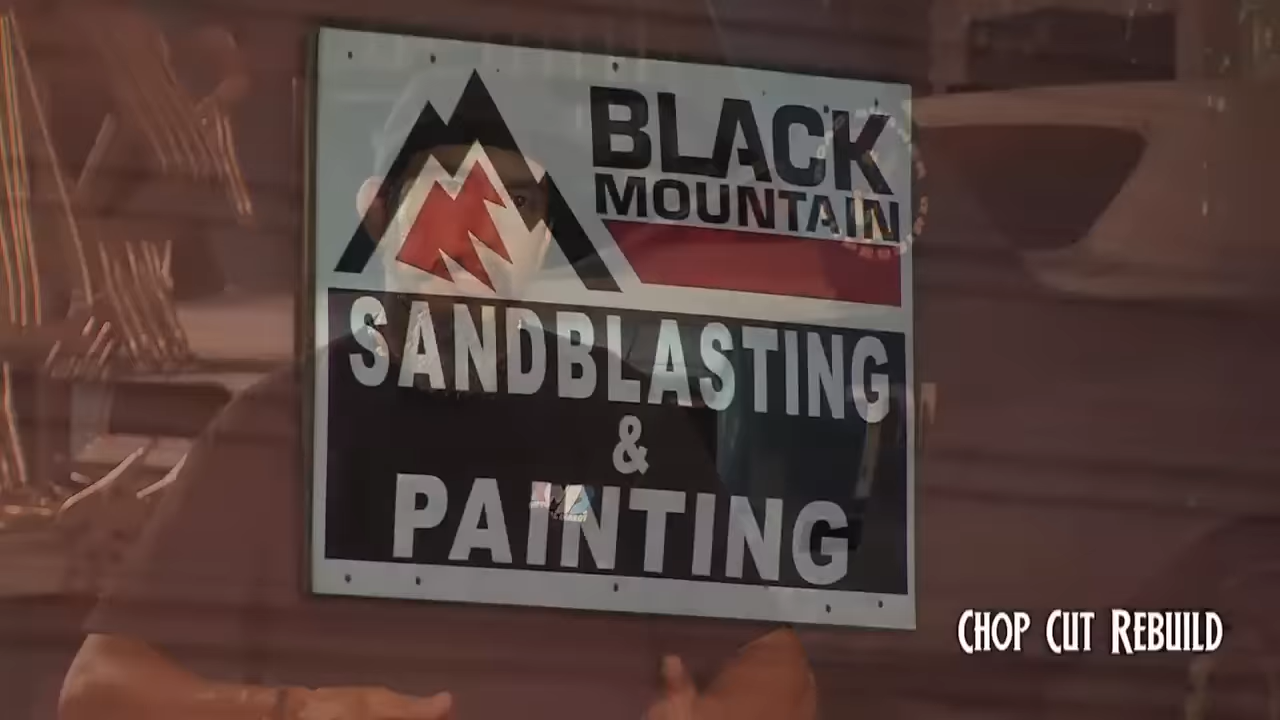 BLACK
MOUNTAIN
SANDBLASTING
&
PAINTING
CHOP CUT REBUILD